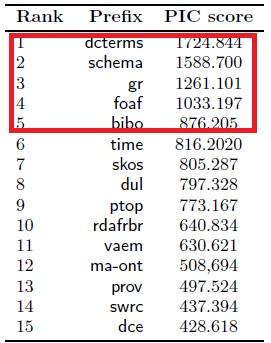 Rank Prefix PIC score
1 dcterms 1724.844
2 schema 1588.700
3 gr 1261.101
4 foaf 1033.197
5 bibo 876.205
6 time 816.2020
7 skos 805.287
8 dul 797.328
9 ptop 773.167
10 rdafrbr 640.834
11 vaem 630.621
12 ma-ont 508,694
13 prov 497.524
14 swrc 437.394
15 dce 428.618